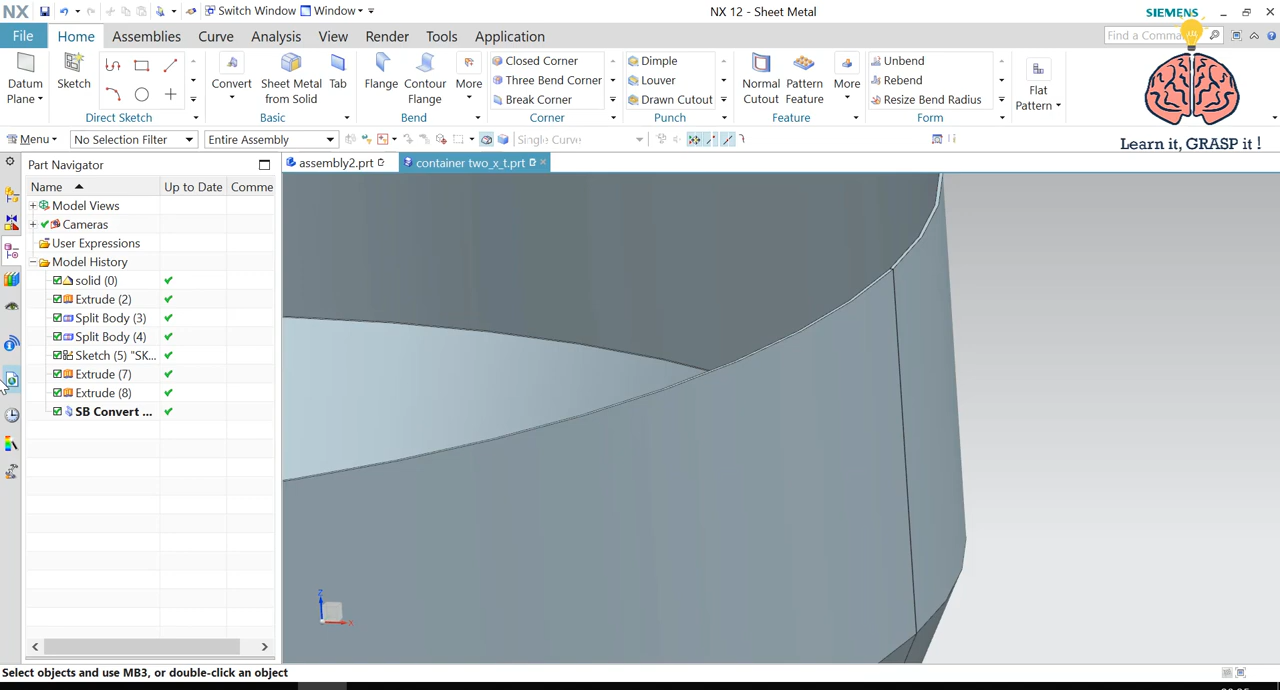 NX Switch Window Window NX 12 - Sheet Metal SIEMENS
File Home Assemblies Curve Analysis View Render Tools Application Find a Comma
Closed Corner Dimple Unbend
Three Bend Corner Louver Rebend
Break Corner Drawn Cutout Resize Bend Radius
Datum Plane Sketch Convert Sheet Metal from Solid Tab Flange Contour Flange More Normal Cutout Pattern Feature More Flat Pattern
Direct Sketch Basic Bend Corner Punch Feature Form
Menu No Selection Filter Entire Assembly Single Curve
Learn it, GRASP it !
Part Navigator assembly2.prt container two_x_t.prt
Name Up to Date Comme
Model Views
Cameras
User Expressions
Model History
solid (0)
Extrude (2)
Split Body (3)
Split Body (4)
Sketch (5) "SK...
Extrude (7)
Extrude (8)
SB Convert ...
Z
X
Select objects and use MB3, or double-click an object